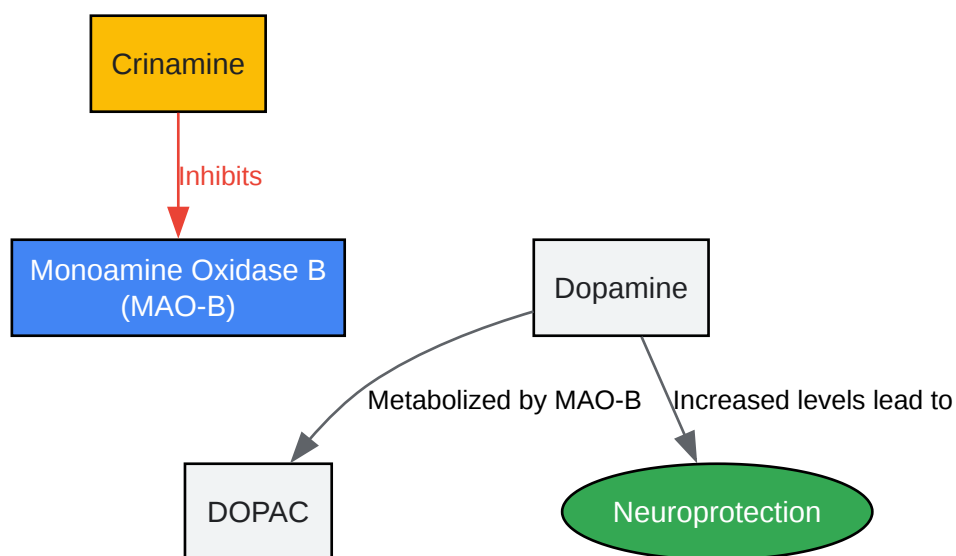 Crinamine
Inhibits
Monoamine Oxidase B
(MAO-B)
Dopamine
Metabolized by MAO-B
Increased levels lead to
DOPAC
Neuroprotection